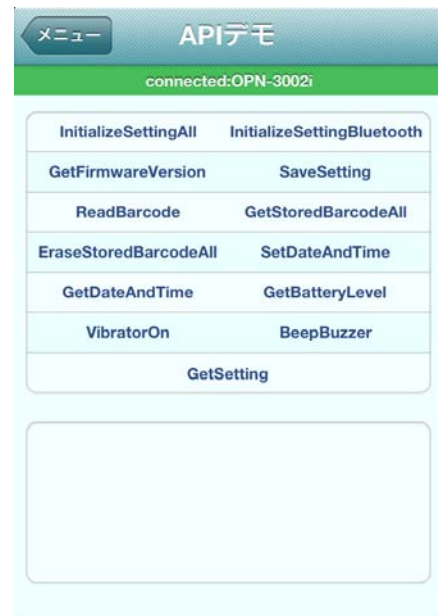 メニュー APIデモ
connected:OPN-3002i
InitializeSettingAll InitializeSettingBluetooth
GetFirmwareVersion SaveSetting
ReadBarcode GetStoredBarcodeAll
EraseStoredBarcodeAll SetDateAndTime
GetDateAndTime GetBatteryLevel
VibratorOn BeepBuzzer
GetSetting